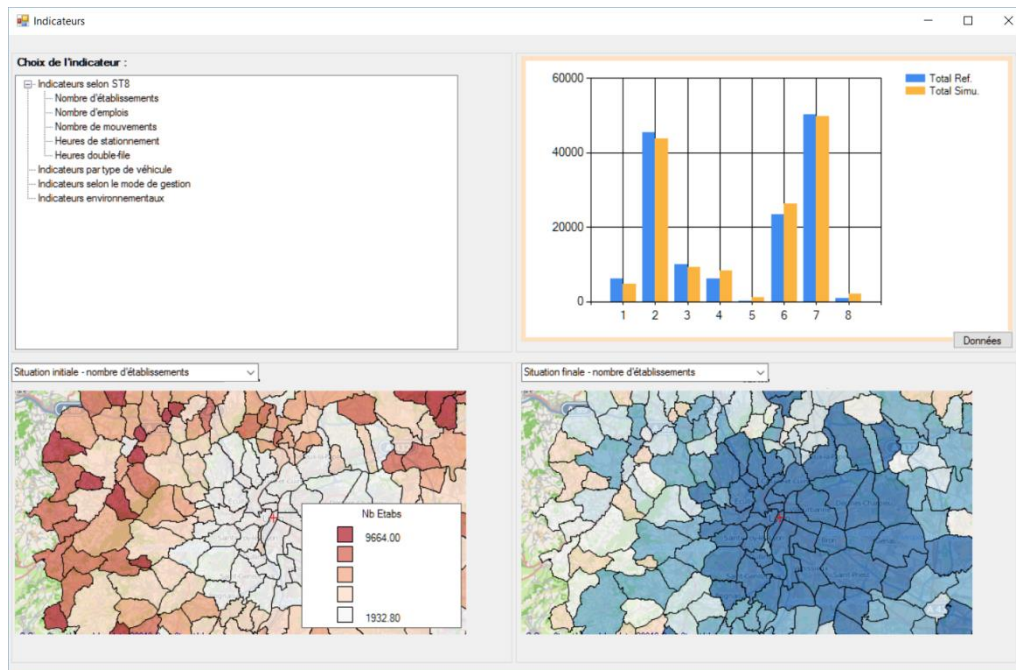 Indicateurs
Choix de l'indicateur :
Indicateurs selon ST8
Nombre d'établissements
Nombre d'emplois
Nombre de mouvements
Heures de stationnement
Heures double-file
Indicateurs par type de véhicule
Indicateurs selon le mode de gestion
Indicateurs environnementaux
60000
40000
20000
0
1 2 3 4 5 6 7 8
Total Ref.
Total Simu.
Données
Situation initiale - nombre d'établissements
Situation finale - nombre d'établissements
Nb Etabs
9664.00
1932.80